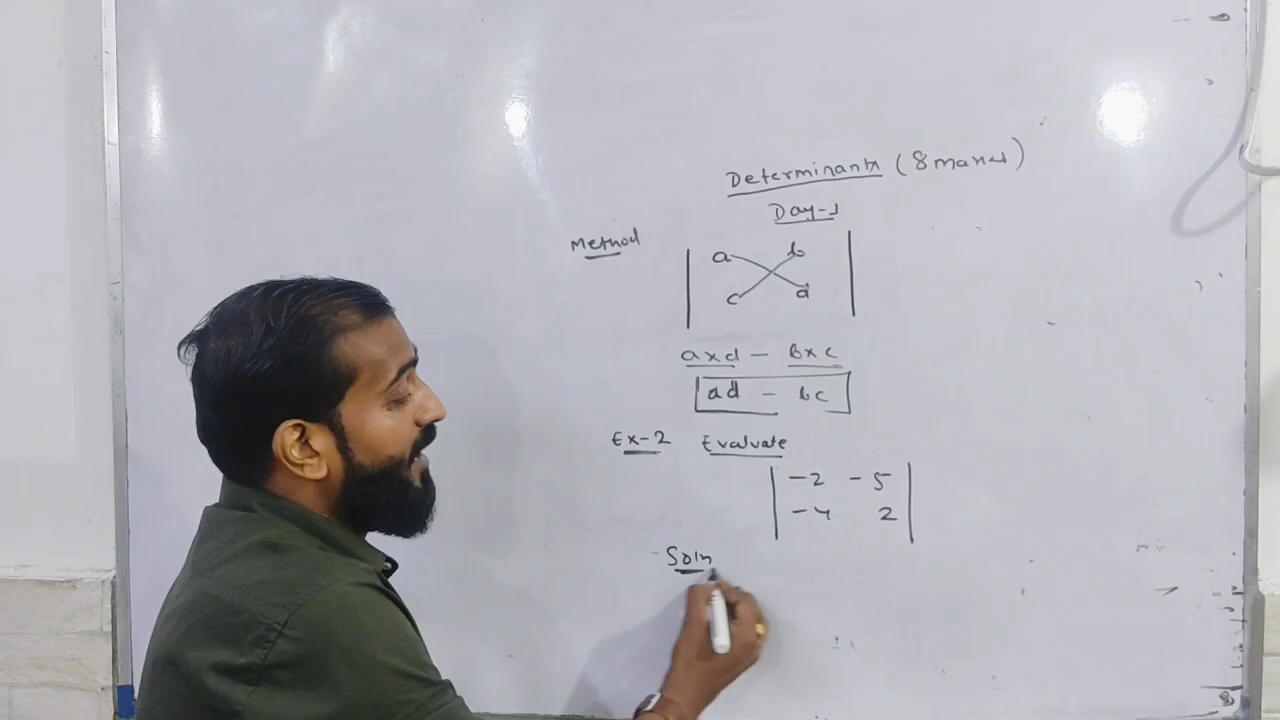 Determinants (8 marks)
Day-1
Method
| a b |
| c d |
a×d - b×c
ad - bc
Ex-2 Evaluate
| -2 -5 |
| -4 2 |
Soln